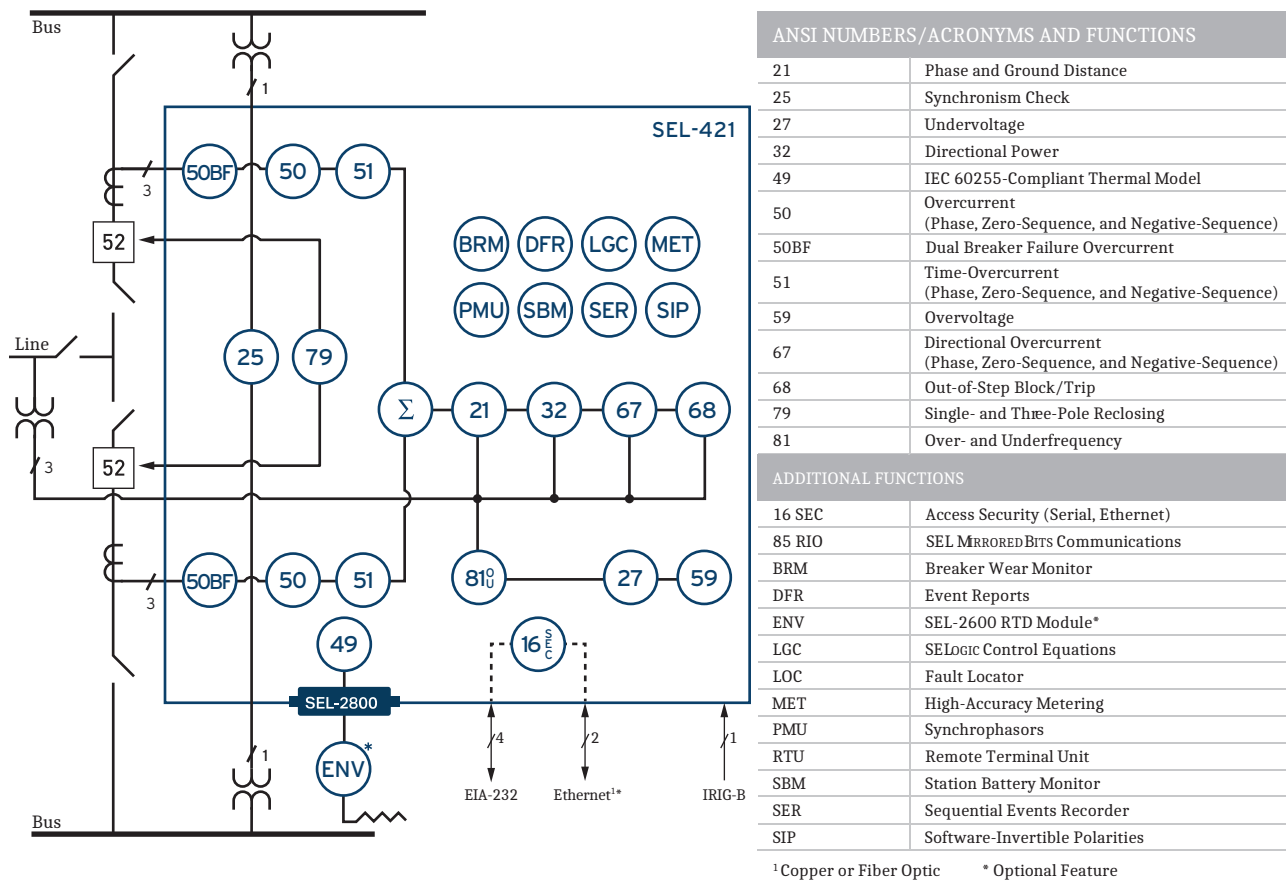 Bus
1
SEL-421
50BF
50
51
3
52
BRM
DFR
LGC
MET
PMU
SBM
SER
SIP
Line
25
79
Σ
21
32
67
68
3
52
50BF
50
51
81 O U
27
59
3
49
16 SEC
SEL-2800
1
4
2
1
ENV
*
EIA-232
Ethernet¹*
IRIG-B
Bus
ANSI NUMBERS/ACRONYMS AND FUNCTIONS
21 Phase and Ground Distance
25 Synchronism Check
27 Undervoltage
32 Directional Power
49 IEC 60255-Compliant Thermal Model
50 Overcurrent
(Phase, Zero-Sequence, and Negative-Sequence)
50BF Dual Breaker Failure Overcurrent
51 Time-Overcurrent
(Phase, Zero-Sequence, and Negative-Sequence)
59 Overvoltage
67 Directional Overcurrent
(Phase, Zero-Sequence, and Negative-Sequence)
68 Out-of-Step Block/Trip
79 Single- and Three-Pole Reclosing
81 Over- and Underfrequency
ADDITIONAL FUNCTIONS
16 SEC Access Security (Serial, Ethernet)
85 RIO SEL MIRRORED BITS Communications
BRM Breaker Wear Monitor
DFR Event Reports
ENV SEL-2600 RTD Module*
LGC SELOGIC Control Equations
LOC Fault Locator
MET High-Accuracy Metering
PMU Synchrophasors
RTU Remote Terminal Unit
SBM Station Battery Monitor
SER Sequential Events Recorder
SIP Software-Invertible Polarities
¹ Copper or Fiber Optic * Optional Feature